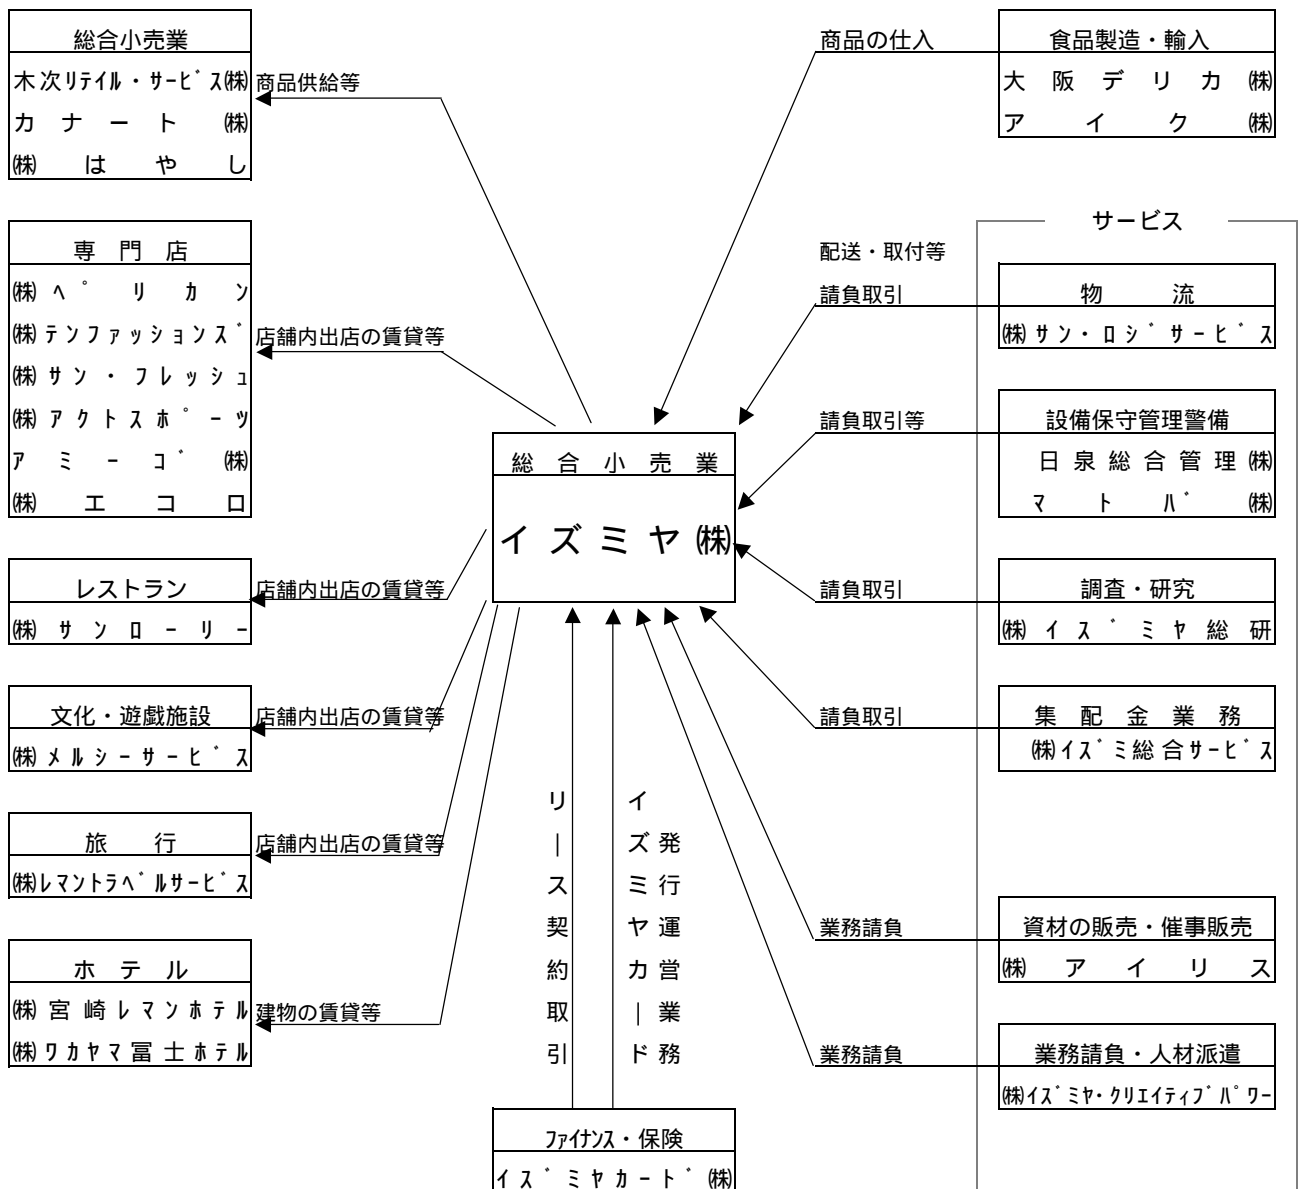 総合小売業
木次ﾘﾃｲﾙ・ｻｰﾋﾞｽ㈱
カナート㈱
㈱はやし
商品供給等
専門店
㈱ﾍﾟﾘｶﾝ
㈱ﾃﾝﾌｧｯｼｮﾝｽﾞ
㈱ｻﾝ・ﾌﾚｯｼｭ
㈱ｱｸﾄｽﾎﾟｰﾂ
ｱﾐｰｺﾞ㈱
㈱エコロ
店舗内出店の賃貸等
レストラン
㈱ｻﾝﾛｰﾘｰ
店舗内出店の賃貸等
文化・遊戯施設
㈱ﾒﾙｼｰｻｰﾋﾞｽ
店舗内出店の賃貸等
旅行
㈱ﾚﾏﾝﾄﾗﾍﾞﾙｻｰﾋﾞｽ
店舗内出店の賃貸等
ホテル
㈱宮崎ﾚﾏﾝﾎﾃﾙ
㈱ﾜｶﾔﾏ冨士ﾎﾃﾙ
建物の賃貸等
総合小売業
イズミヤ㈱
リース契約取引
イズミヤカード
発行運営業務
ﾌｧｲﾅﾝｽ・保険
ｲｽﾞﾐﾔｶｰﾄﾞ㈱
商品の仕入
食品製造・輸入
大阪デリカ㈱
アイク㈱
サービス
配送・取付等
請負取引
物流
㈱ｻﾝ・ﾛｼﾞｻｰﾋﾞｽ
請負取引等
設備保守管理警備
日泉総合管理㈱
ﾏﾄﾊﾞ㈱
請負取引
調査・研究
㈱ｲｽﾞﾐﾔ総研
請負取引
集配金業務
㈱ｲｽﾞﾐ総合ｻｰﾋﾞｽ
業務請負
資材の販売・催事販売
㈱アイリス
業務請負
業務請負・人材派遣
㈱ｲｽﾞﾐﾔ・ｸﾘｴｲﾃｨﾌﾞﾊﾟﾜｰ